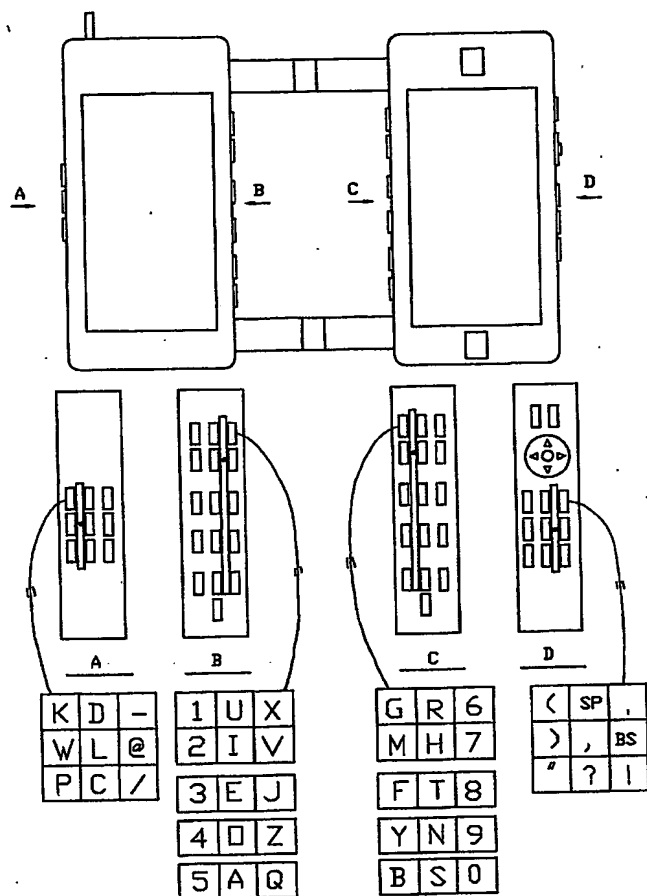 A
B
C
D
A
B
C
D
K D -
W L @
P C /
1 U X
2 I V
3 E J
4 O Z
5 A Q
G R 6
M H 7
F T 8
Y N 9
B S 0
( SP ,
) , BS
" ? !